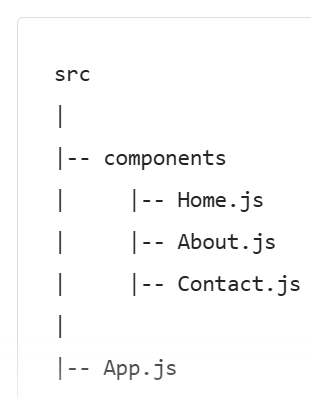 src
│
│-- components
│     │-- Home.js
│     │-- About.js
│     │-- Contact.js
│
│-- App.js